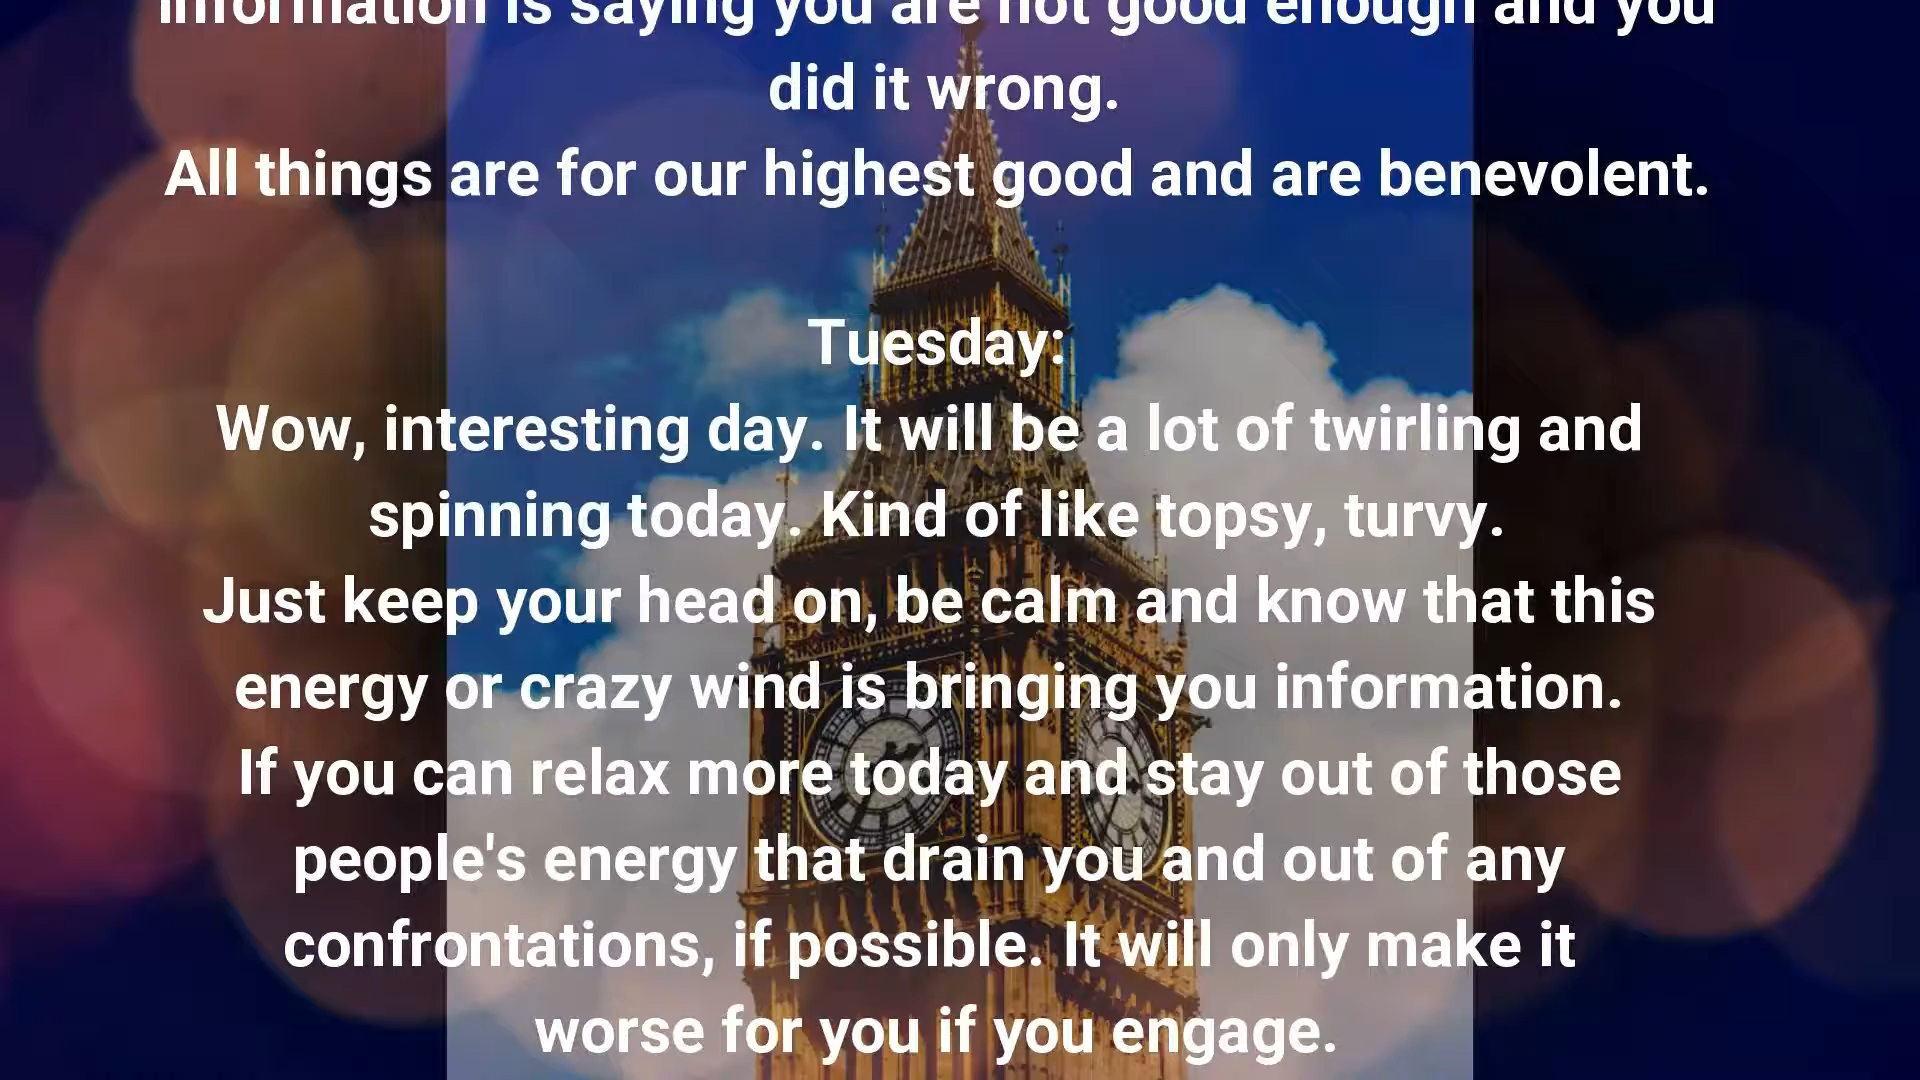 information is saying you are not good enough and you
did it wrong.
All things are for our highest good and are benevolent.
Tuesday:
Wow, interesting day. It will be a lot of twirling and
spinning today. Kind of like topsy, turvy.
Just keep your head on, be calm and know that this
energy or crazy wind is bringing you information.
If you can relax more today and stay out of those
people's energy that drain you and out of any
confrontations, if possible. It will only make it
worse for you if you engage.